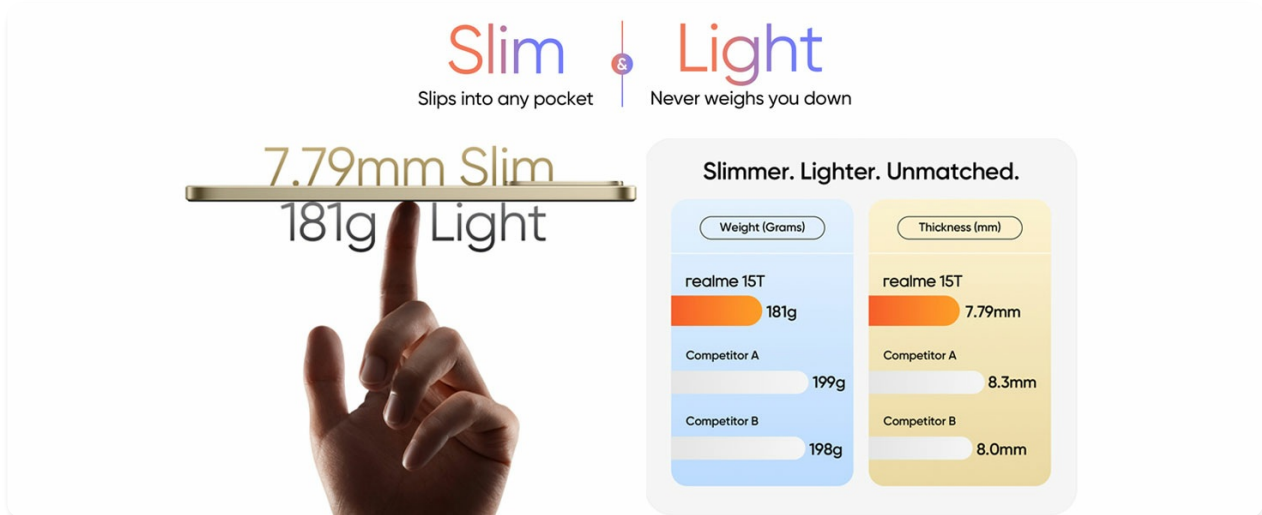 Slim & Light
Slips into any pocket
Never weighs you down
7.79mm Slim
181g Light
Slimmer. Lighter. Unmatched.
Weight (Grams)
realme 15T
181g
Competitor A
199g
Competitor B
198g
Thickness (mm)
realme 15T
7.79mm
Competitor A
8.3mm
Competitor B
8.0mm